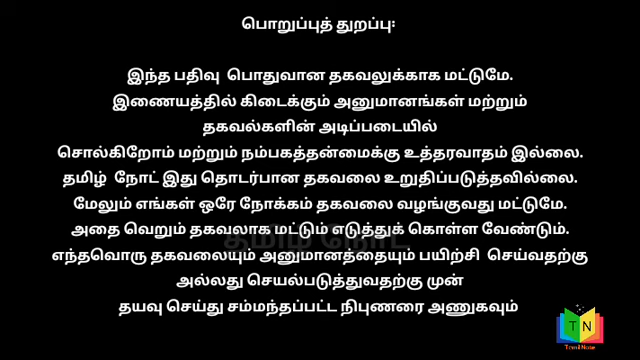 பொறுப்புத் துறப்பு:
இந்த பதிவு பொதுவான தகவலுக்காக மட்டுமே.
இணையத்தில் கிடைக்கும் அனுமானங்கள் மற்றும்
தகவல்களின் அடிப்படையில்
சொல்கிறோம் மற்றும் நம்பகத்தன்மைக்கு உத்தரவாதம் இல்லை.
தமிழ் நோட் இது தொடர்பான தகவலை உறுதிப்படுத்தவில்லை.
மேலும் எங்கள் ஒரே நோக்கம் தகவலை வழங்குவது மட்டுமே.
அதை வெறும் தகவலாக மட்டும் எடுத்துக் கொள்ள வேண்டும்.
தமிழ் நோட்
எந்தவொரு தகவலையும் அனுமானத்தையும் பயிற்சி செய்வதற்கு
அல்லது செயல்படுத்துவதற்கு முன்
தயவு செய்து சம்மந்தப்பட்ட நிபுணரை அணுகவும்
T N
Tamil Note